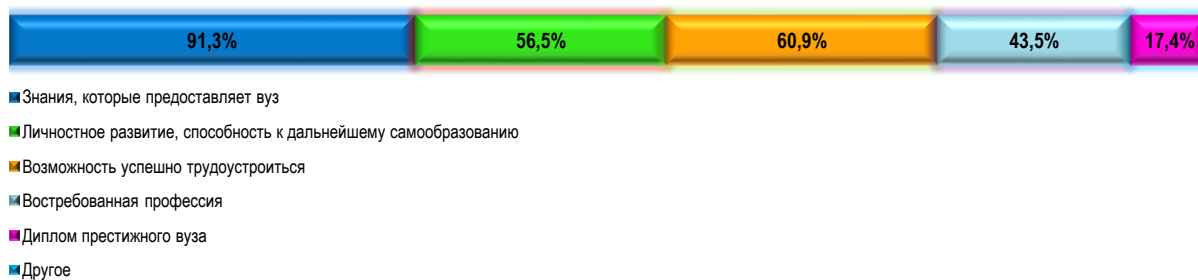 91,3% 56,5% 60,9% 43,5% 17,4%
Знания, которые предоставляет вуз
Личностное развитие, способность к дальнейшему самообразованию
Возможность успешно трудоустроиться
Востребованная профессия
Диплом престижного вуза
Другое